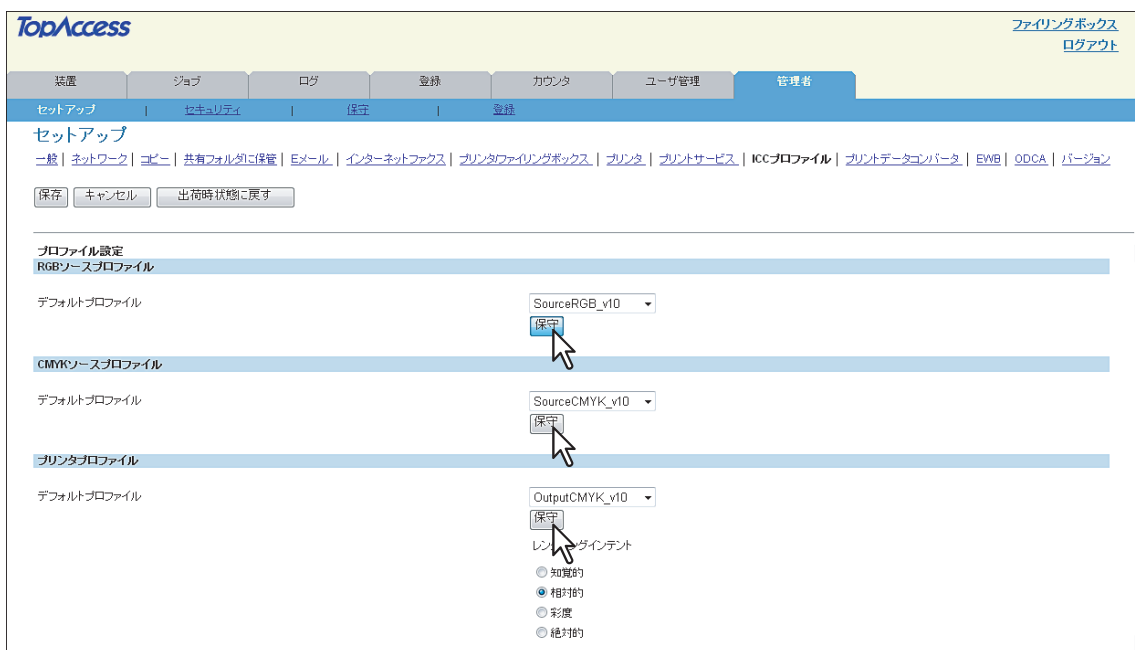 TopAccess
ファイリングボックス
ログアウト
装置 ジョブ ログ 登録 カウンタ ユーザ管理 管理者
セットアップ | セキュリティ | 保守 | 登録
セットアップ
一般 | ネットワーク | コピー | 共有フォルダに保管 | Eメール | インターネットファクス | プリンタ/ファイリングボックス | プリンタ | プリントサービス | ICCプロファイル | プリントデータコンバータ | EWB | ODCA | バージョン
保存 キャンセル 出荷時状態に戻す
プロファイル設定
RGBソースプロファイル
デフォルトプロファイル SourceRGB_v10
保守
CMYKソースプロファイル
デフォルトプロファイル SourceCMYK_v10
保守
プリンタプロファイル
デフォルトプロファイル OutputCMYK_v10
保守
レンダリングインテント
知覚的
相対的
彩度
絶対的